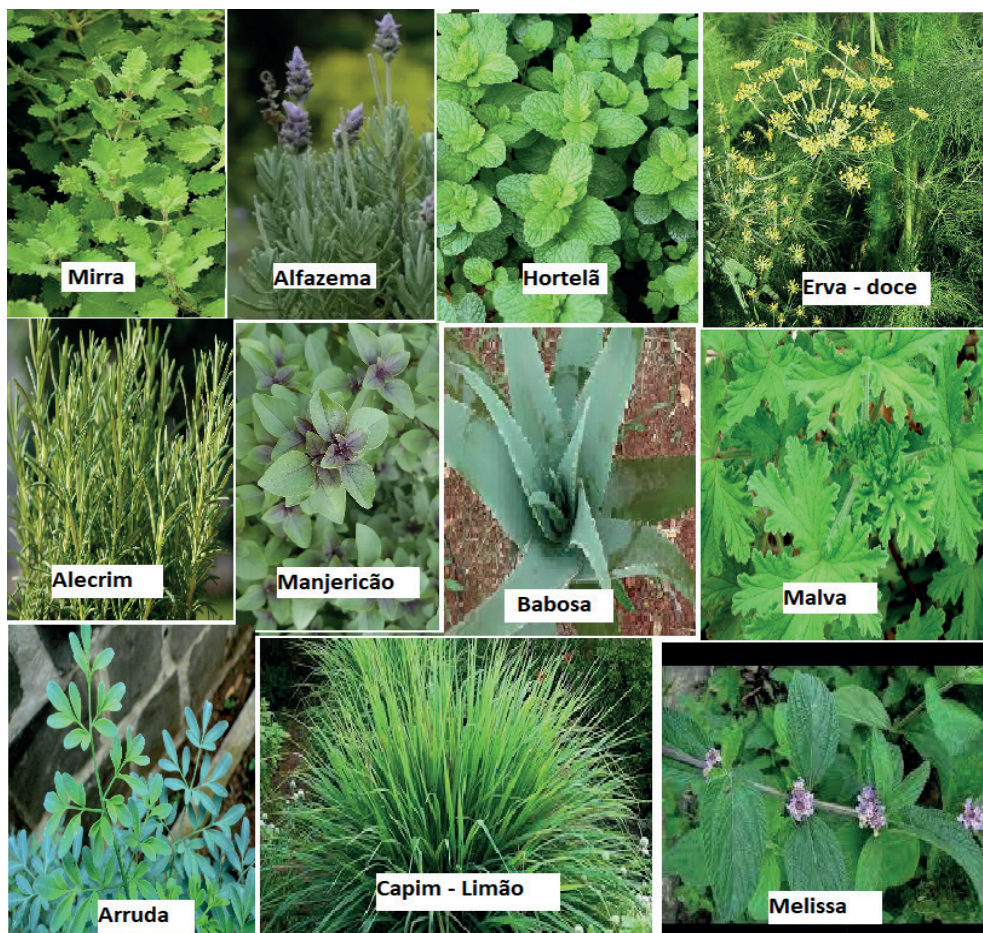 Mirra
Alfazema
Hortelã
Erva - doce
Alecrim
Manjericão
Babosa
Malva
Arruda
Capim - Limão
Melissa